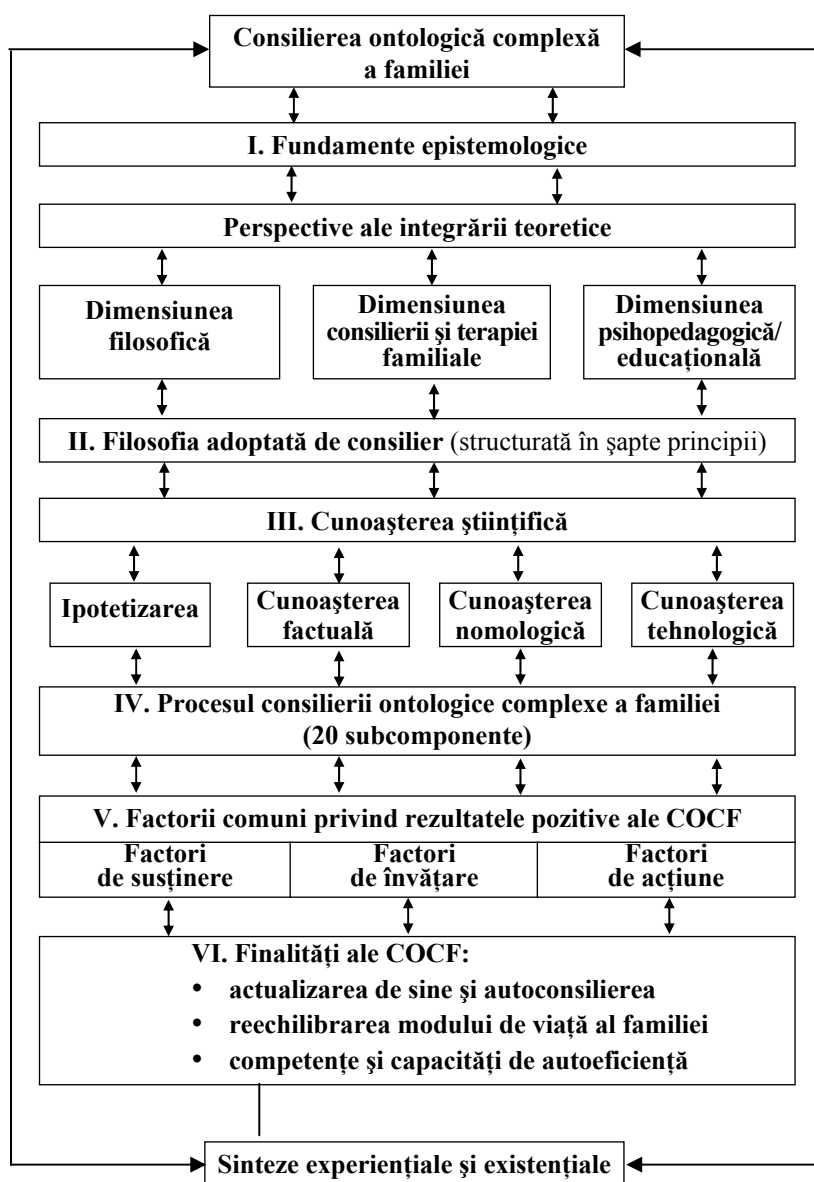 Consilierea ontologică complexă
a familiei
I. Fundamente epistemologice
Perspective ale integrării teoretice
Dimensiunea
filosofică
Dimensiunea
consilierii şi terapiei
familiale
Dimensiunea
psihopedagogică/
educațională
II. Filosofia adoptată de consilier (structurată în şapte principii)
III. Cunoaşterea ştiințifică
Ipotetizarea
Cunoaşterea
factuală
Cunoaşterea
nomologică
Cunoaşterea
tehnologică
IV. Procesul consilierii ontologice complexe a familiei
(20 subcomponente)
V. Factorii comuni privind rezultatele pozitive ale COCF
Factori
de susținere
Factori
de învățare
Factori
de acțiune
VI. Finalități ale COCF:
• actualizarea de sine şi autoconsilierea
• reechilibrarea modului de viață al familiei
• competențe şi capacități de autoeficiență
Sinteze experiențiale şi existențiale